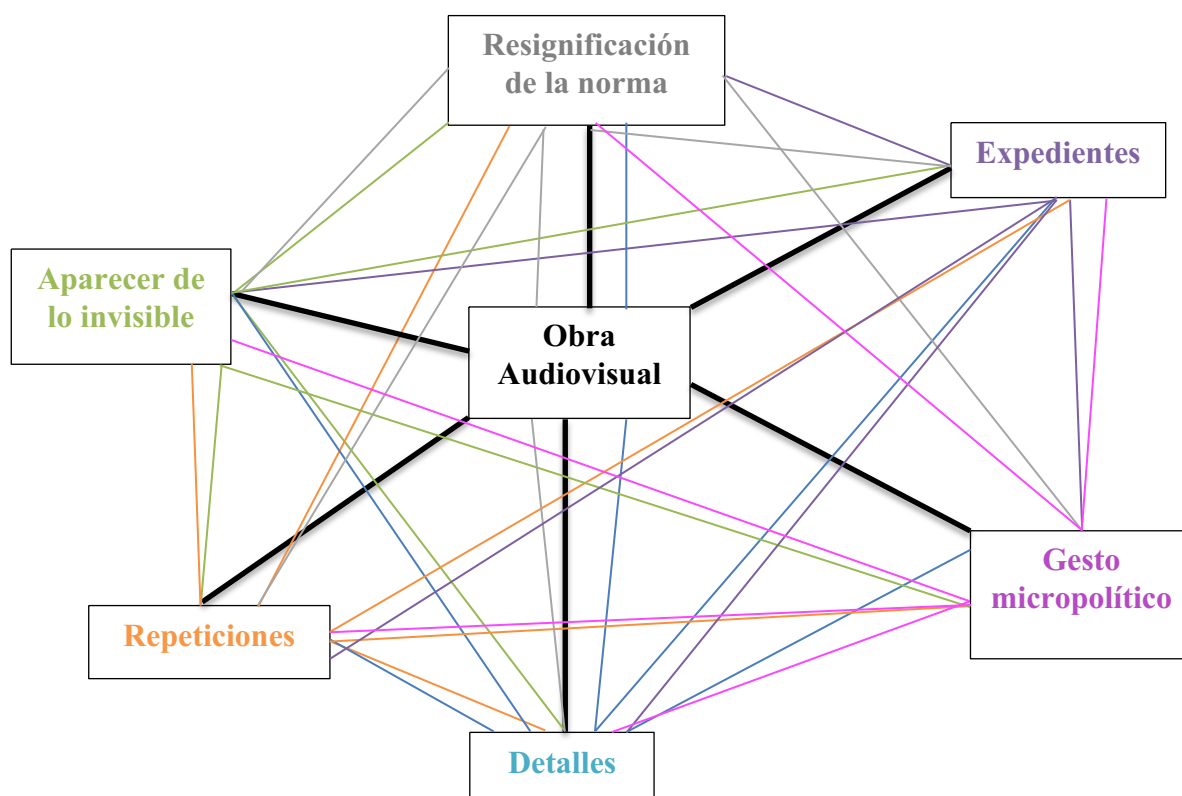 Resignificación
de la norma
Expedientes
Aparecer de
lo invisible
Obra
Audiovisual
Gesto
micropolítico
Repeticiones
Detalles